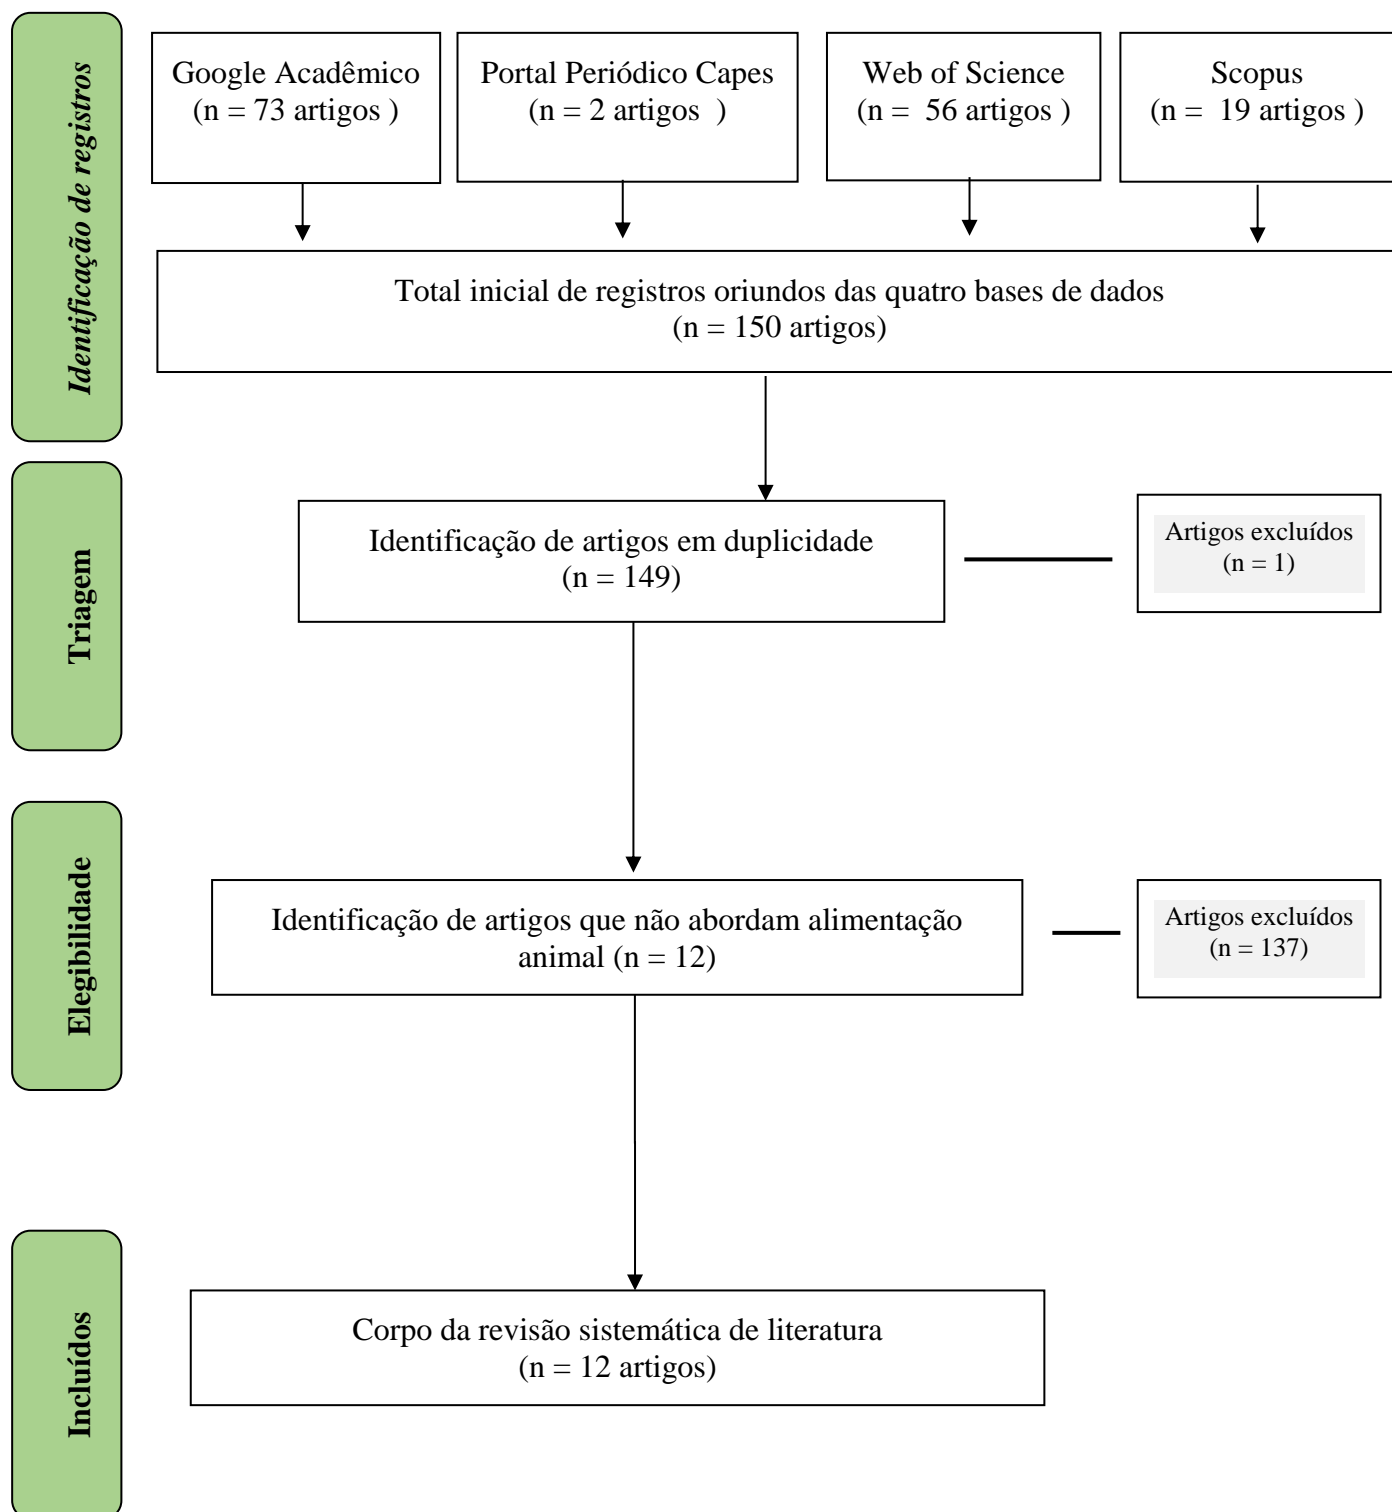 Identificação de registros
Google Acadêmico
(n = 73 artigos )
Portal Periódico Capes
(n = 2 artigos )
Web of Science
(n = 56 artigos )
Scopus
(n = 19 artigos )
Total inicial de registros oriundos das quatro bases de dados
(n = 150 artigos)
Triagem
Identificação de artigos em duplicidade
(n = 149)
Artigos excluídos
(n = 1)
Elegibilidade
Identificação de artigos que não abordam alimentação
animal (n = 12)
Artigos excluídos
(n = 137)
Incluídos
Corpo da revisão sistemática de literatura
(n = 12 artigos)